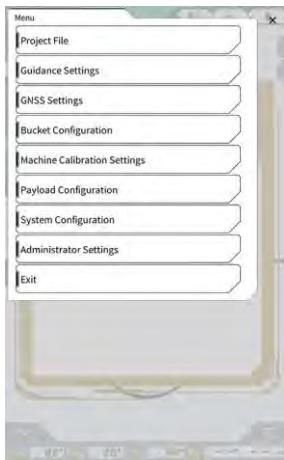 Menu
Project File
Guidance Settings
GNSS Settings
Bucket Configuration
Machine Calibration Settings
Payload Configuration
System Configuration
Administrator Settings
Exit